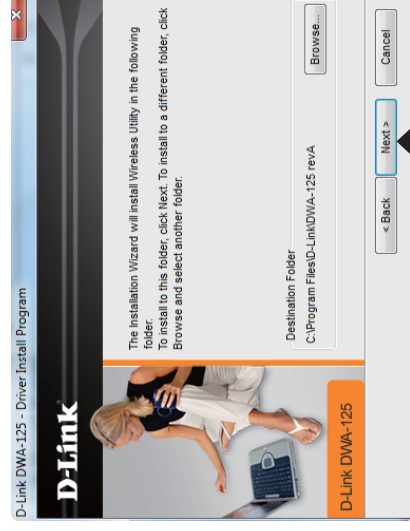 D-Link DWA-125 - Driver Install Program
D-Link
The Installation Wizard will install Wireless Utility in the following
folder.
To install to this folder, click Next. To install to a different folder, click
Browse and select another folder.
Destination Folder
C:\Program Files\D-Link\DWA-125 revA
Browse...
D-Link DWA-125
< Back
Next >
Cancel